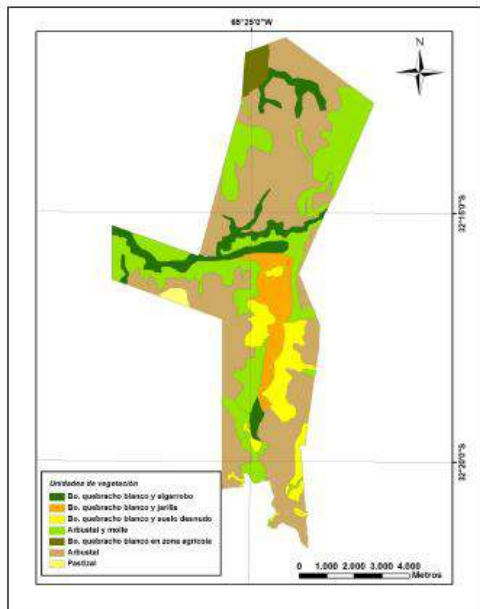 65°25'0"W
N
32°15'0"S
32°20'0"S
Unidades de vegetación
Bo. quebracho blanco y algarrobo
Bo. quebracho blanco y jarilla
Bo. quebracho blanco y suelo desnudo
Arbustal y molle
Bo. quebracho blanco en zona agrícola
Arbustal
Pastizal
0 1.000 2.000 3.000 4.000
Metros